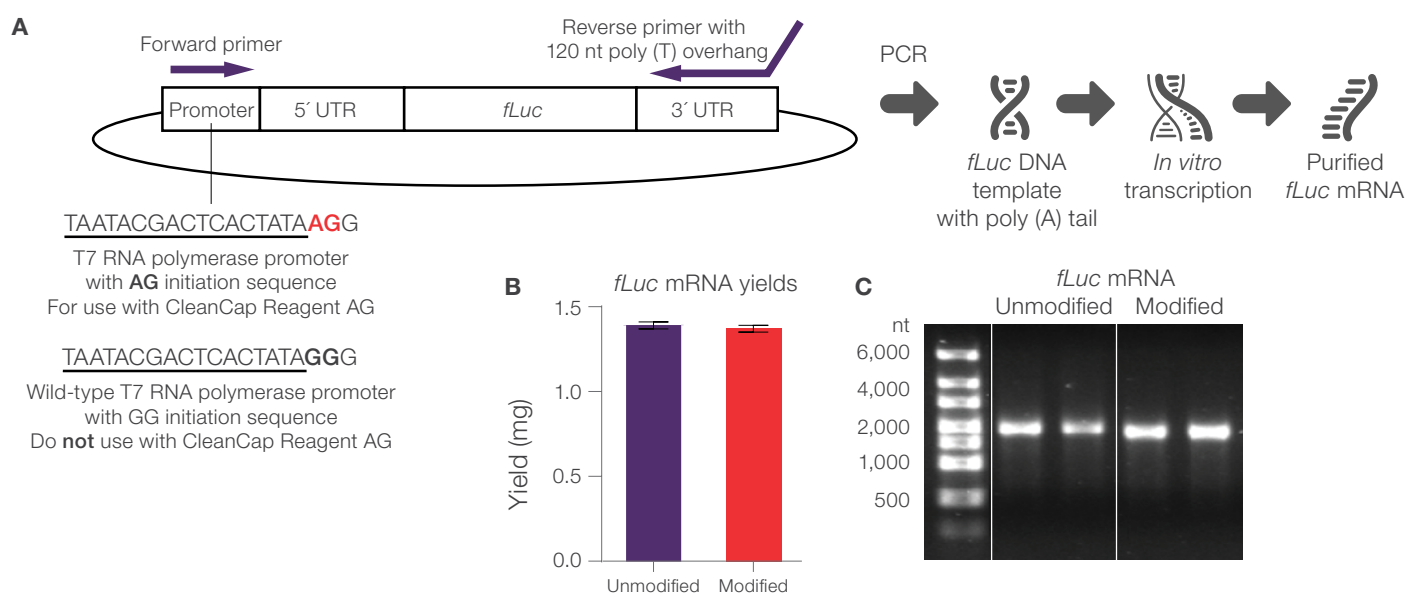 A
Forward primer
Reverse primer with
120 nt poly (T) overhang
Promoter
5´ UTR
fLuc
3´ UTR
PCR
fLuc DNA
template
with poly (A) tail
In vitro
transcription
Purified
fLuc mRNA
TAATACGACTCACTATAAGG
T7 RNA polymerase promoter
with AG initiation sequence
For use with CleanCap Reagent AG
TAATACGACTCACTATAGGG
Wild-type T7 RNA polymerase promoter
with GG initiation sequence
Do not use with CleanCap Reagent AG
B
fLuc mRNA yields
Yield (mg)
1.5
1.0
0.5
0.0
Unmodified
Modified
C
fLuc mRNA
Unmodified
Modified
nt
6,000
4,000
2,000
1,000
500